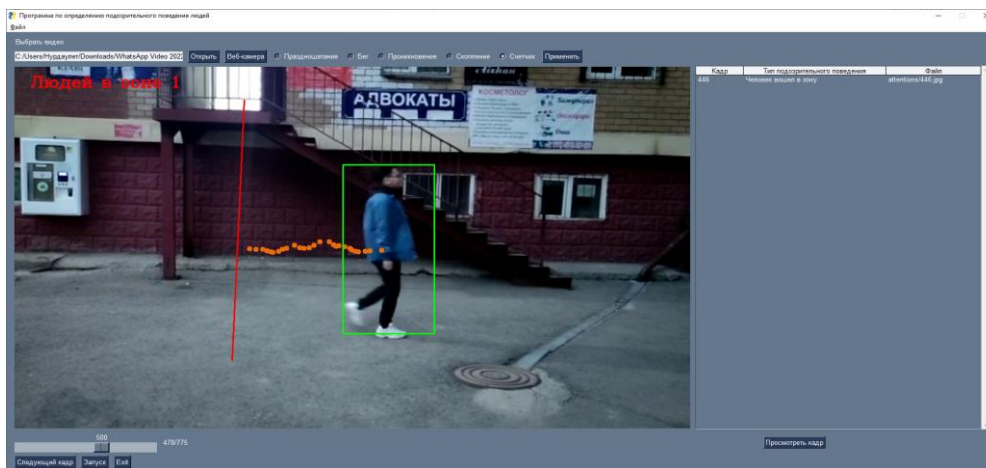 Программа по определению подозрительного поведения людей
Файл
Выбрать видео
C:/Users/Нурдаулет/Downloads/WhatsApp Video 202 Открыть Веб-камера Праздношатание Бег Проникновение Скопление Счетчик Применить
Людей в зоне 1
КОСМЕТОЛОГ
АДВОКАТЫ
Кадр Тип подозрительного поведения Файл
446 Человек вошел в зону attentions/446.jpg
500
478/775
Просмотреть кадр
Следующий кадр Запуск Exit